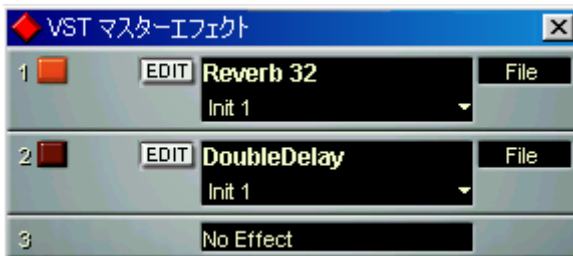 VST マスターエフェクト
1 EDIT Reverb 32 File
Init 1
2 EDIT DoubleDelay File
Init 1
3 No Effect